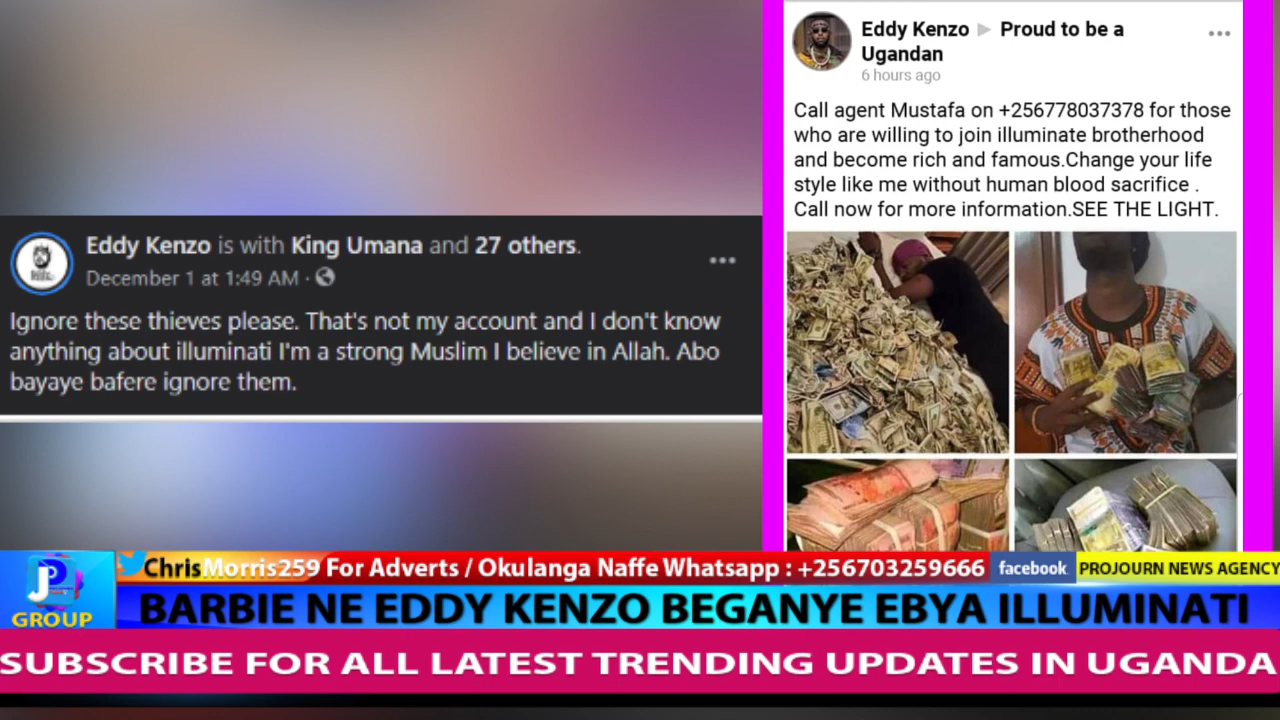 Eddy Kenzo is with King Umana and 27 others.
December 1 at 1:49 AM ·
Ignore these thieves please. That's not my account and I don't know
anything about illuminati I'm a strong Muslim I believe in Allah. Abo
bayaye bafere ignore them.
Eddy Kenzo ▶ Proud to be a
Ugandan
6 hours ago
Call agent Mustafa on +256778037378 for those
who are willing to join illuminate brotherhood
and become rich and famous.Change your life
style like me without human blood sacrifice .
Call now for more information.SEE THE LIGHT.
JP
GROUP
ChrisMorris259 For Adverts / Okulanga Naffe Whatsapp : +256703259666
facebook
PROJOURN NEWS AGENCY
BARBIE NE EDDY KENZO BEGANYE EBYA ILLUMINATI
SUBSCRIBE FOR ALL LATEST TRENDING UPDATES IN UGANDA